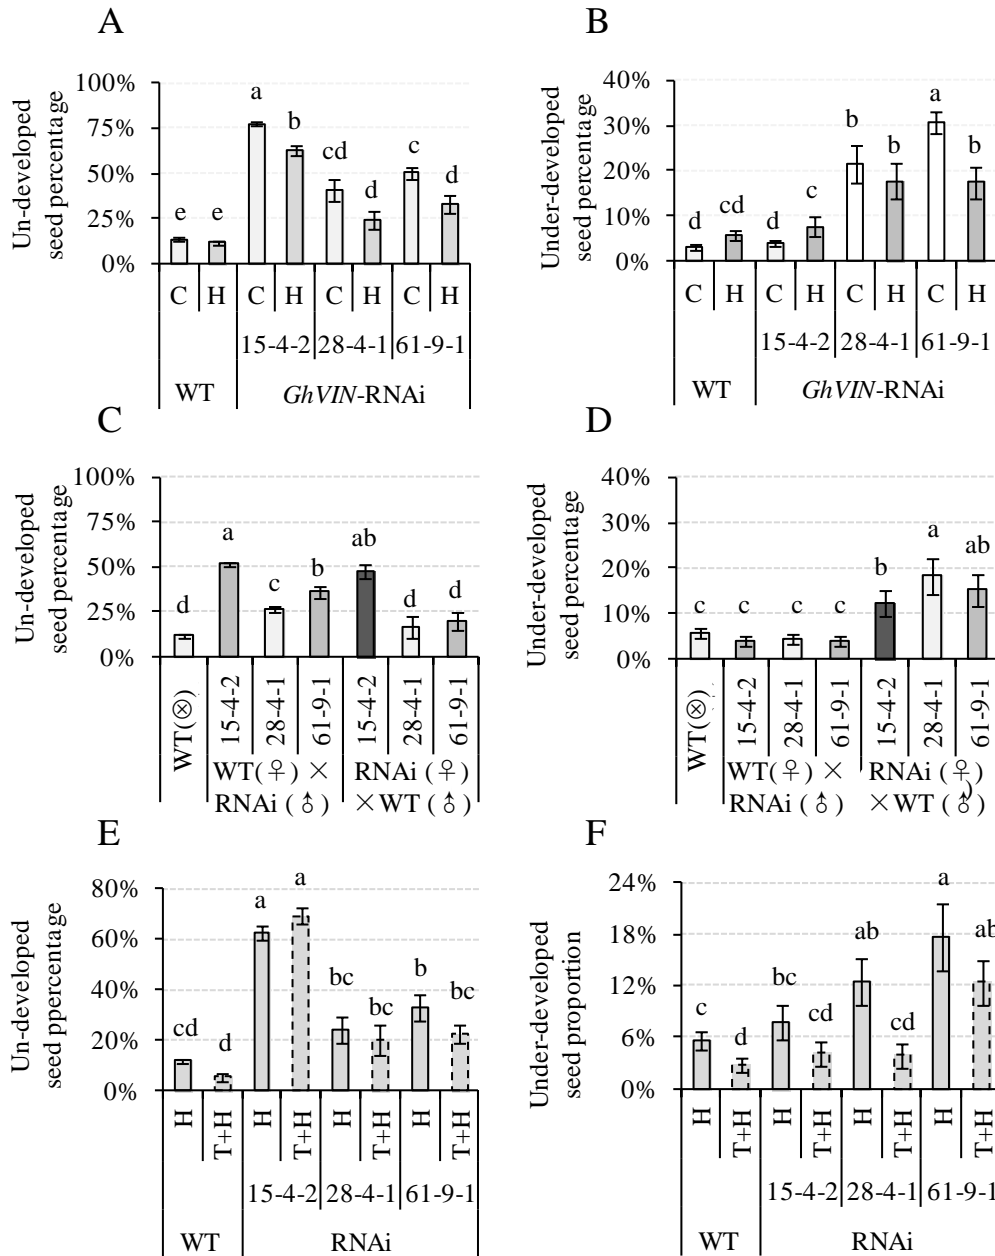 A
Un-developed
seed percentage
100%
75%
50%
25%
0%
e e a b cd d c d
C H C H C H C H
15-4-2 28-4-1 61-9-1
WT GhVIN-RNAi
B
Under-developed
seed percentage
40%
30%
20%
10%
0%
d cd d c b b a b
C H C H C H C H
15-4-2 28-4-1 61-9-1
WT GhVIN-RNAi
C
Un-developed
seed percentage
100%
75%
50%
25%
0%
d a c b ab d d
WT(⊗) 15-4-2 28-4-1 61-9-1 15-4-2 28-4-1 61-9-1
WT(♀) × RNAi (♀)
RNAi (♂) ×WT (♂)
D
Under-developed
seed percentage
40%
30%
20%
10%
0%
c c c c b a ab
WT(⊗) 15-4-2 28-4-1 61-9-1 15-4-2 28-4-1 61-9-1
WT(♀) × RNAi (♀)
RNAi (♂) ×WT (♂)
E
Un-developed
seed ppercentage
80%
60%
40%
20%
0%
cd d a a bc bc b bc
H T+H H T+H H T+H H T+H
15-4-2 28-4-1 61-9-1
WT RNAi
F
Under-developed
seed proportion
24%
18%
12%
6%
0%
c d bc cd ab cd a ab
H T+H H T+H H T+H H T+H
15-4-2 28-4-1 61-9-1
WT RNAi